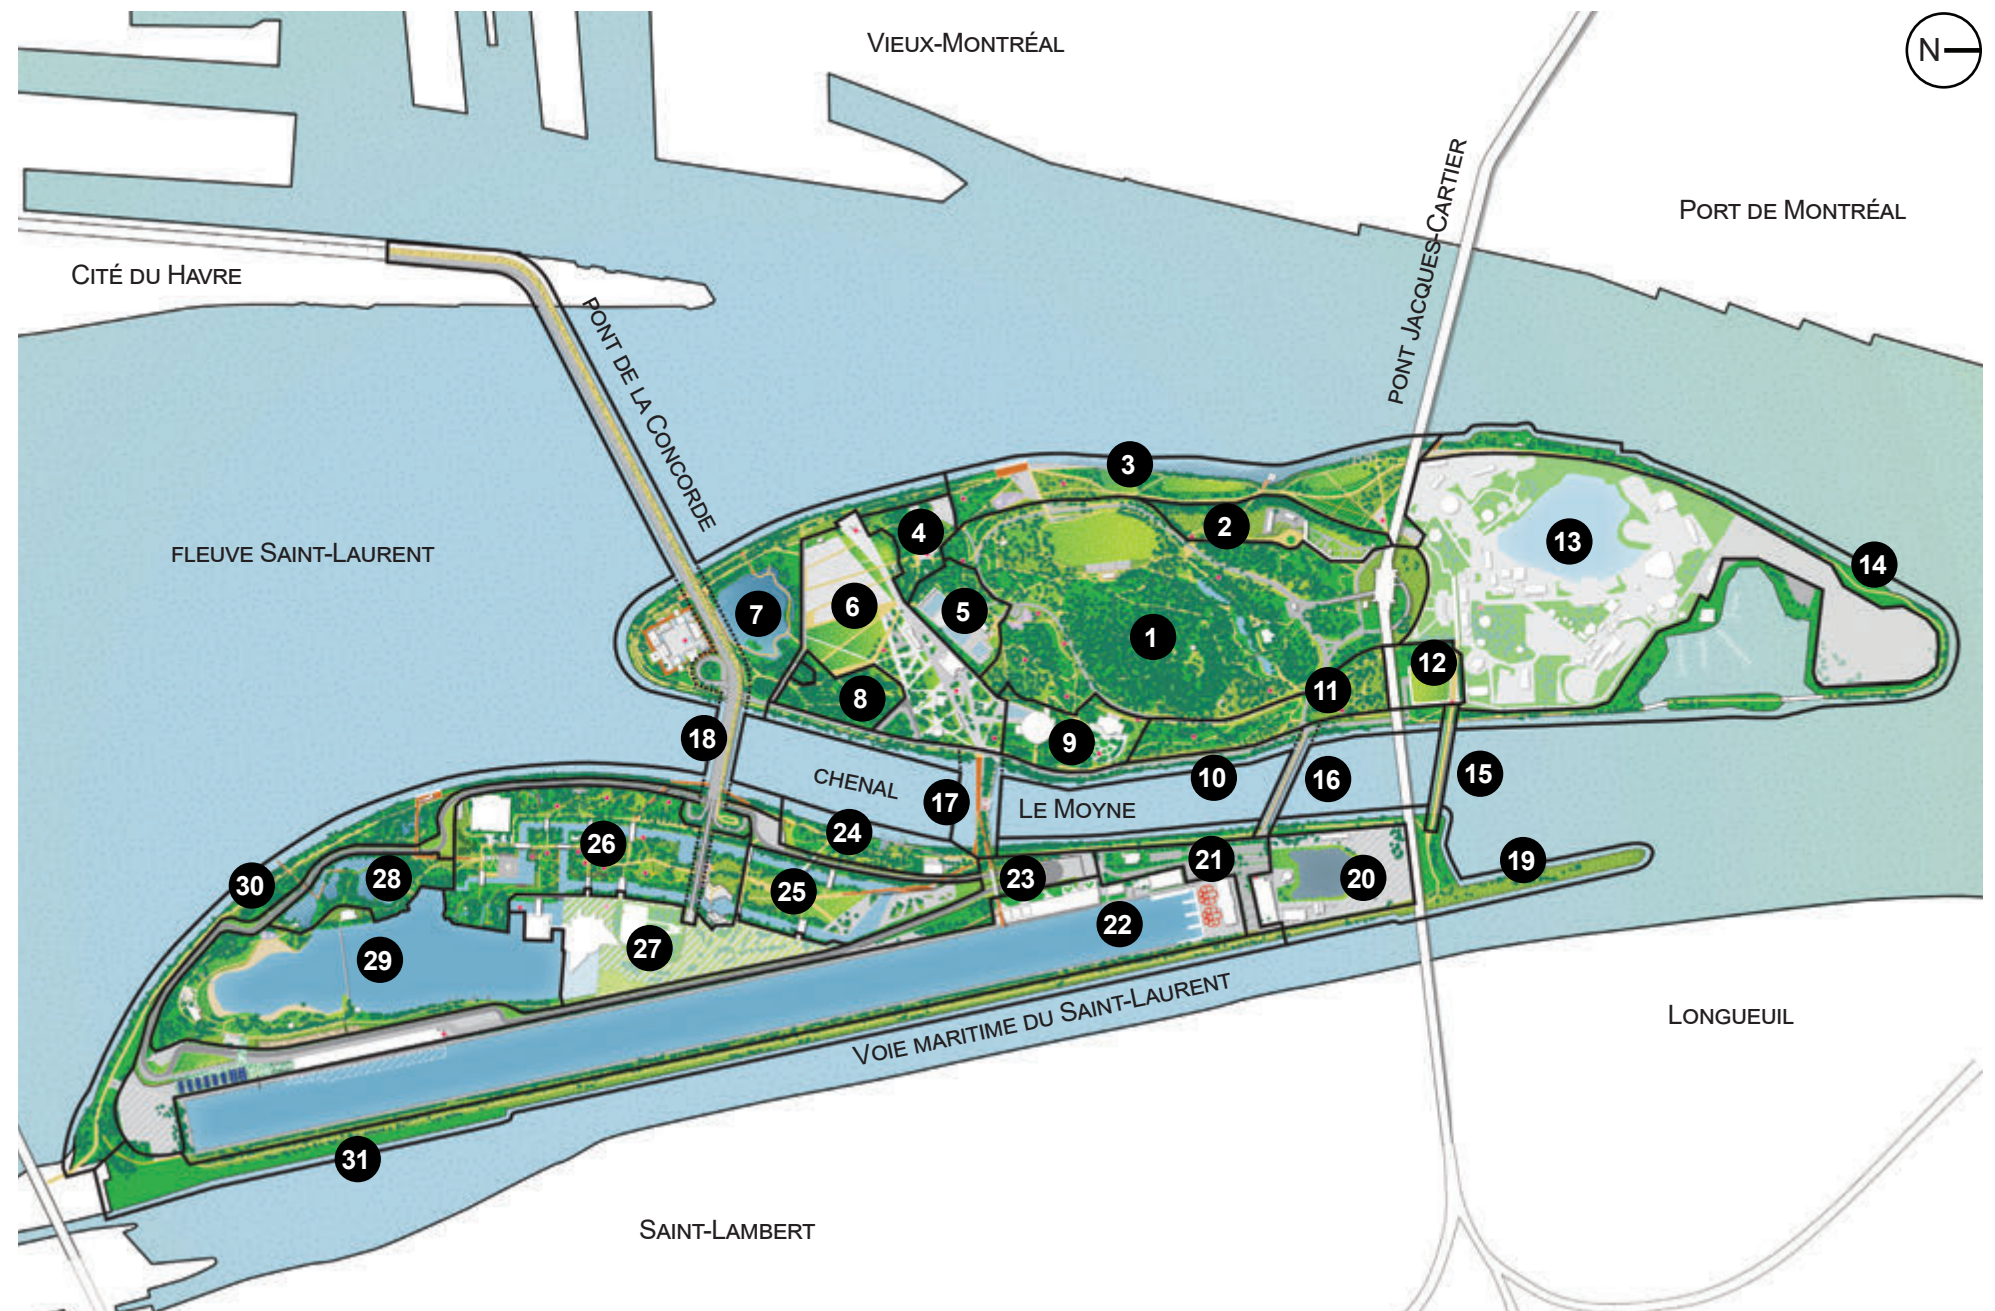 VIEUX-MONTRÉAL
N
PONT JACQUES-CARTIER
PORT DE MONTRÉAL
CITÉ DU HAVRE
PONT DE LA CONCORDE
FLEUVE SAINT-LAURENT
3
2
4
13
14
6
5
7
1
12
11
8
18
9
10
16
15
CHENAL
17
LE MOYNE
24
26
21
19
23
20
28
30
25
22
27
29
VOIE MARITIME DU SAINT-LAURENT
LONGUEUIL
31
SAINT-LAMBERT